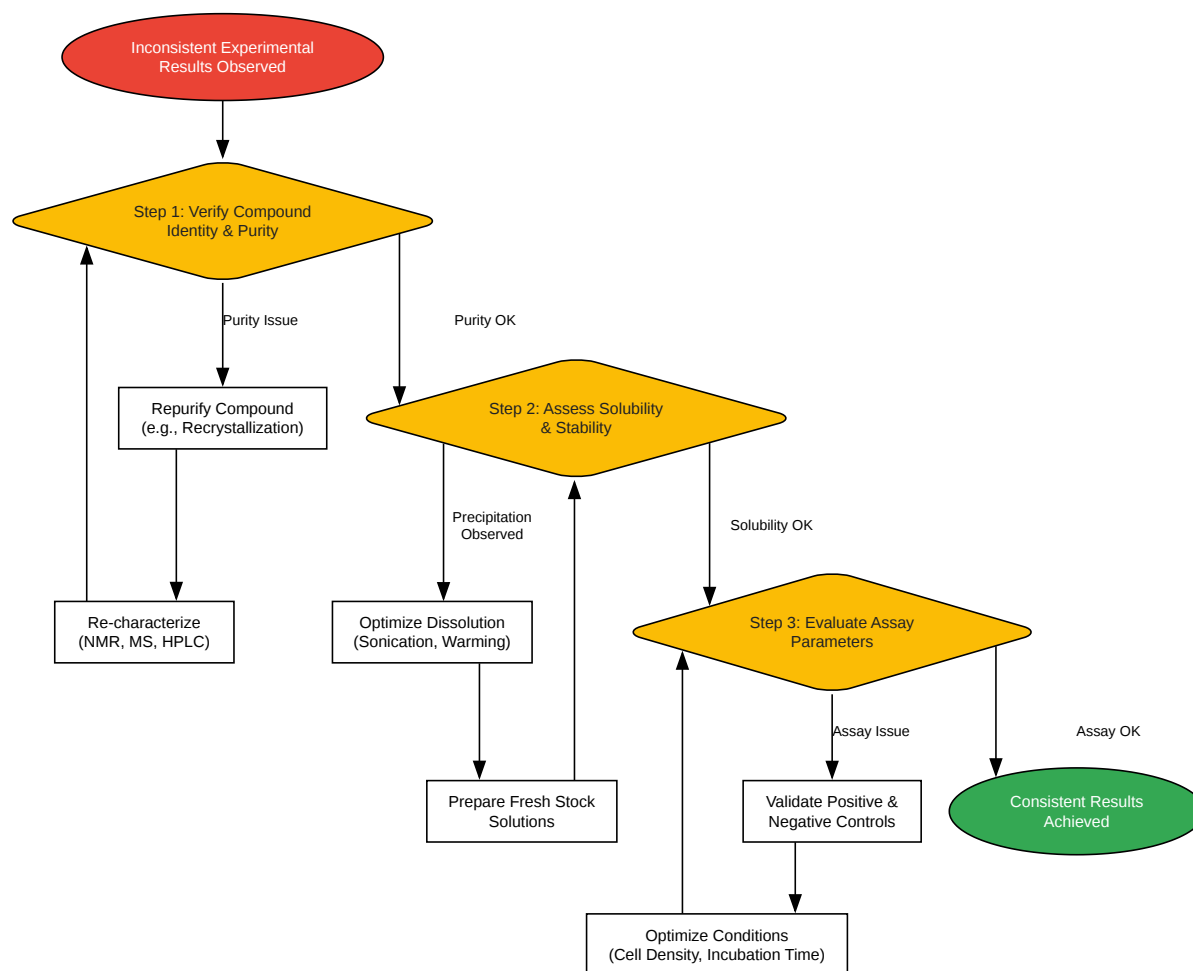 Inconsistent Experimental
Results Observed
Step 1: Verify Compound
Identity & Purity
Purity Issue
Purity OK
Repurify Compound
(e.g., Recrystallization)
Step 2: Assess Solubility
& Stability
Precipitation
Observed
Solubility OK
Re-characterize
(NMR, MS, HPLC)
Optimize Dissolution
(Sonication, Warming)
Step 3: Evaluate Assay
Parameters
Assay Issue
Assay OK
Prepare Fresh Stock
Solutions
Validate Positive &
Negative Controls
Consistent Results
Achieved
Optimize Conditions
(Cell Density, Incubation Time)